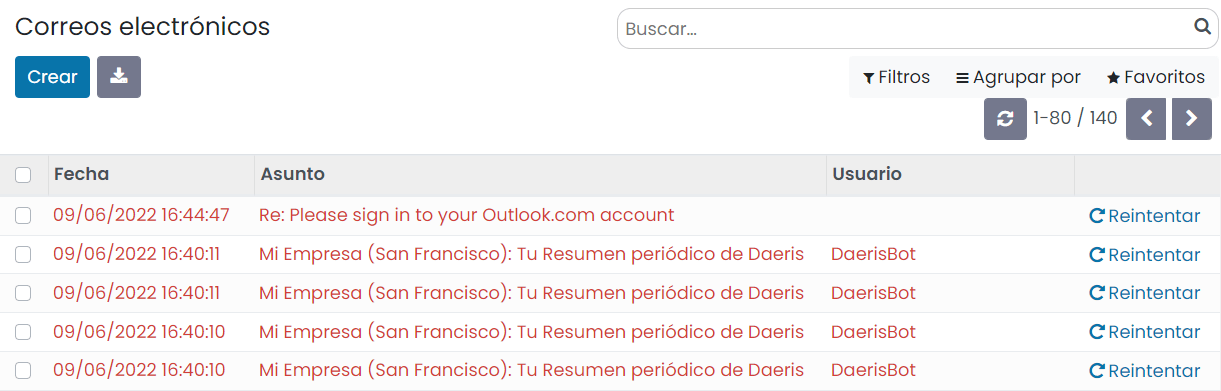 Correos electrónicos
Buscar...
Crear
Filtros Agrupar por Favoritos
1-80 / 140
Fecha Asunto Usuario
09/06/2022 16:44:47 Re: Please sign in to your Outlook.com account Reintentar
09/06/2022 16:40:11 Mi Empresa (San Francisco): Tu Resumen periódico de Daeris DaerisBot Reintentar
09/06/2022 16:40:11 Mi Empresa (San Francisco): Tu Resumen periódico de Daeris DaerisBot Reintentar
09/06/2022 16:40:10 Mi Empresa (San Francisco): Tu Resumen periódico de Daeris DaerisBot Reintentar
09/06/2022 16:40:10 Mi Empresa (San Francisco): Tu Resumen periódico de Daeris DaerisBot Reintentar